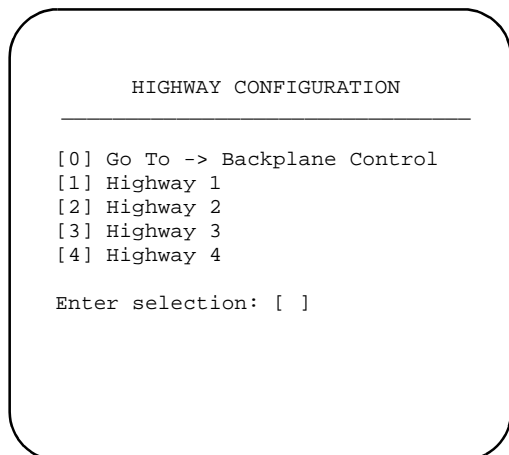 HIGHWAY CONFIGURATION
[0] Go To -> Backplane Control
[1] Highway 1
[2] Highway 2
[3] Highway 3
[4] Highway 4
Enter selection: [ ]